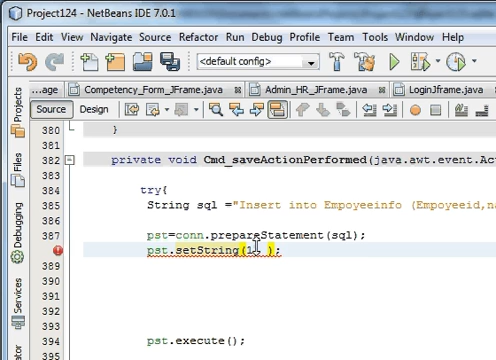 Project124 - NetBeans IDE 7.0.1
File Edit View Navigate Source Refactor Run Debug Profile Team Tools Window Help
<default config>
...age Competency_Form_JFrame.java Admin_HR_JFrame.java LoginJframe.java
Source Design
Projects
Files
Debugging
Services
380 }
381
382 private void Cmd_saveActionPerformed(java.awt.event.Ac
383
384 try{
385 String sql ="Insert into Empoyeeinfo (Empoyeeid,na
386
387 pst=conn.prepareStatement(sql);
pst.setString(1, );
389
390
391
392
393
394 pst.execute();